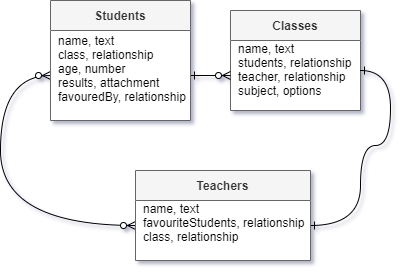 Students
name, text
class, relationship
age, number
results, attachment
favouredBy, relationship
Classes
name, text
students, relationship
teacher, relationship
subject, options
Teachers
name, text
favouriteStudents, relationship
class, relationship